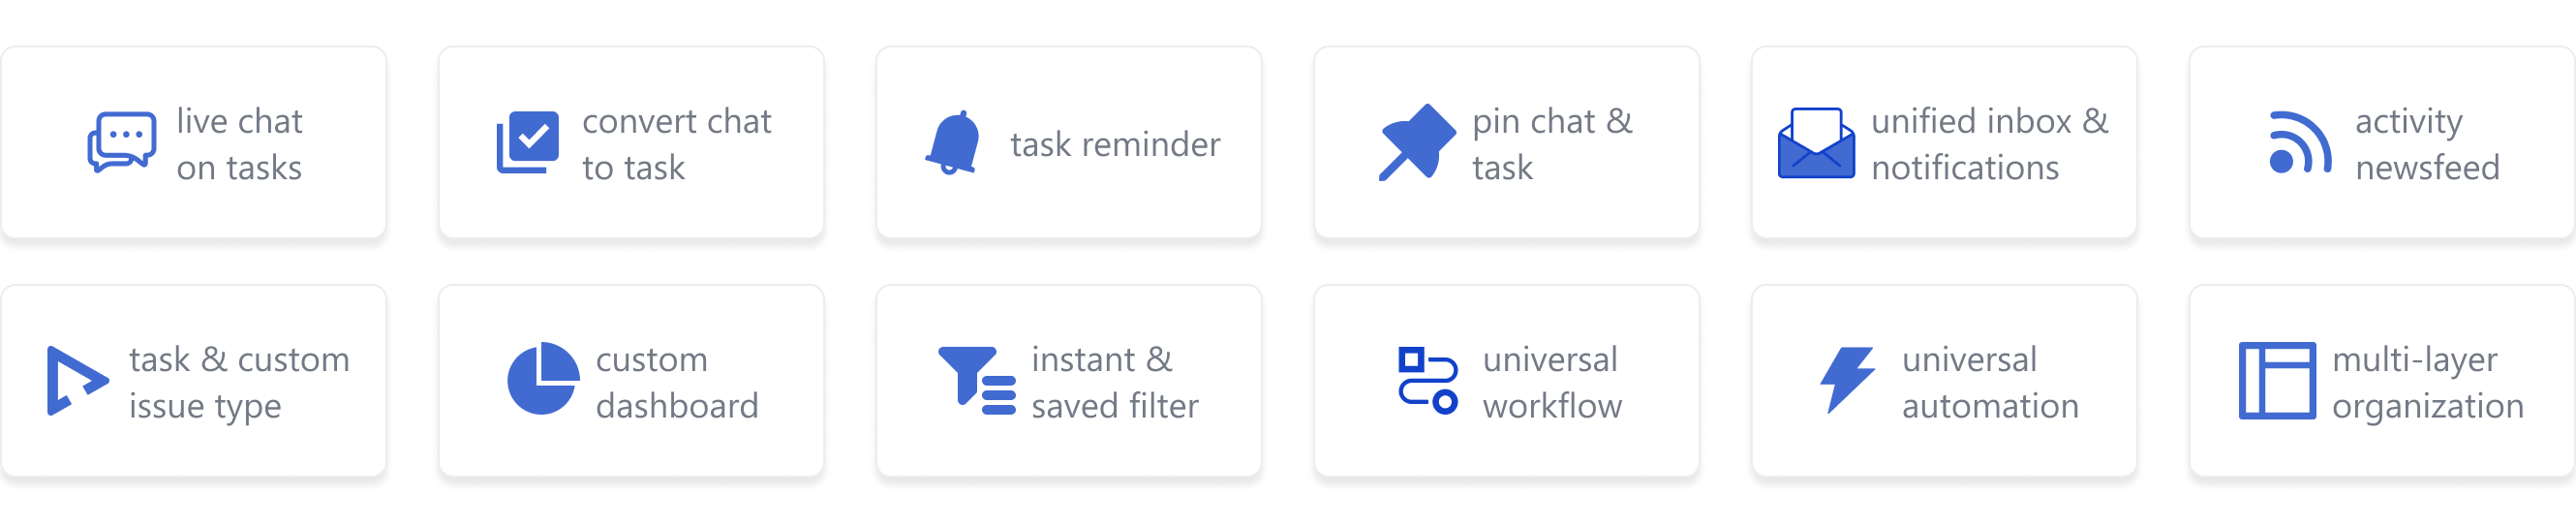 live chat
on tasks
convert chat
to task
task reminder
pin chat &
task
unified inbox &
notifications
activity
newsfeed
task & custom
issue type
custom
dashboard
instant &
saved filter
universal
workflow
universal
automation
multi-layer
organization